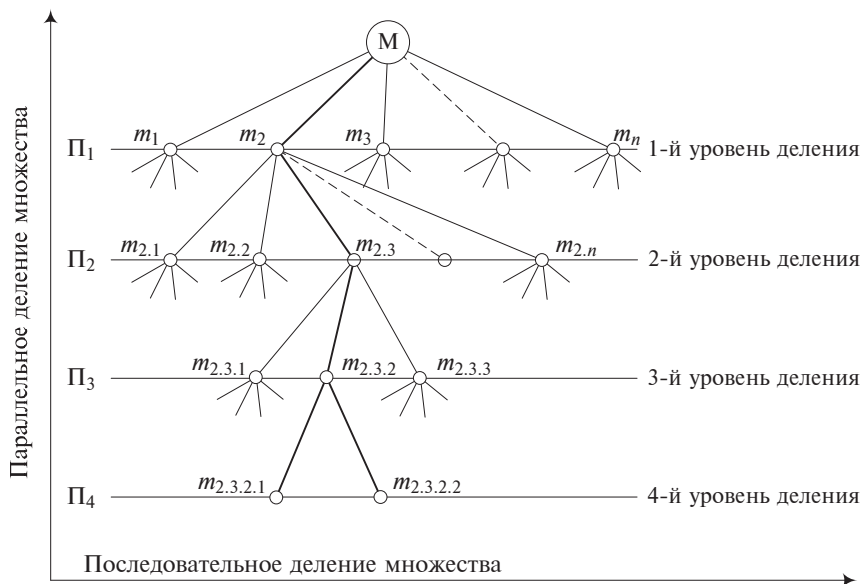 М
Параллельное деление множества
П₁ m₁ m₂ m₃ mₙ 1-й уровень деления
П₂ m₂.₁ m₂.₂ m₂.₃ m₂.ₙ 2-й уровень деления
П₃ m₂.₃.₁ m₂.₃.₂ m₂.₃.₃ 3-й уровень деления
П₄ m₂.₃.₂.₁ m₂.₃.₂.₂ 4-й уровень деления
Последовательное деление множества